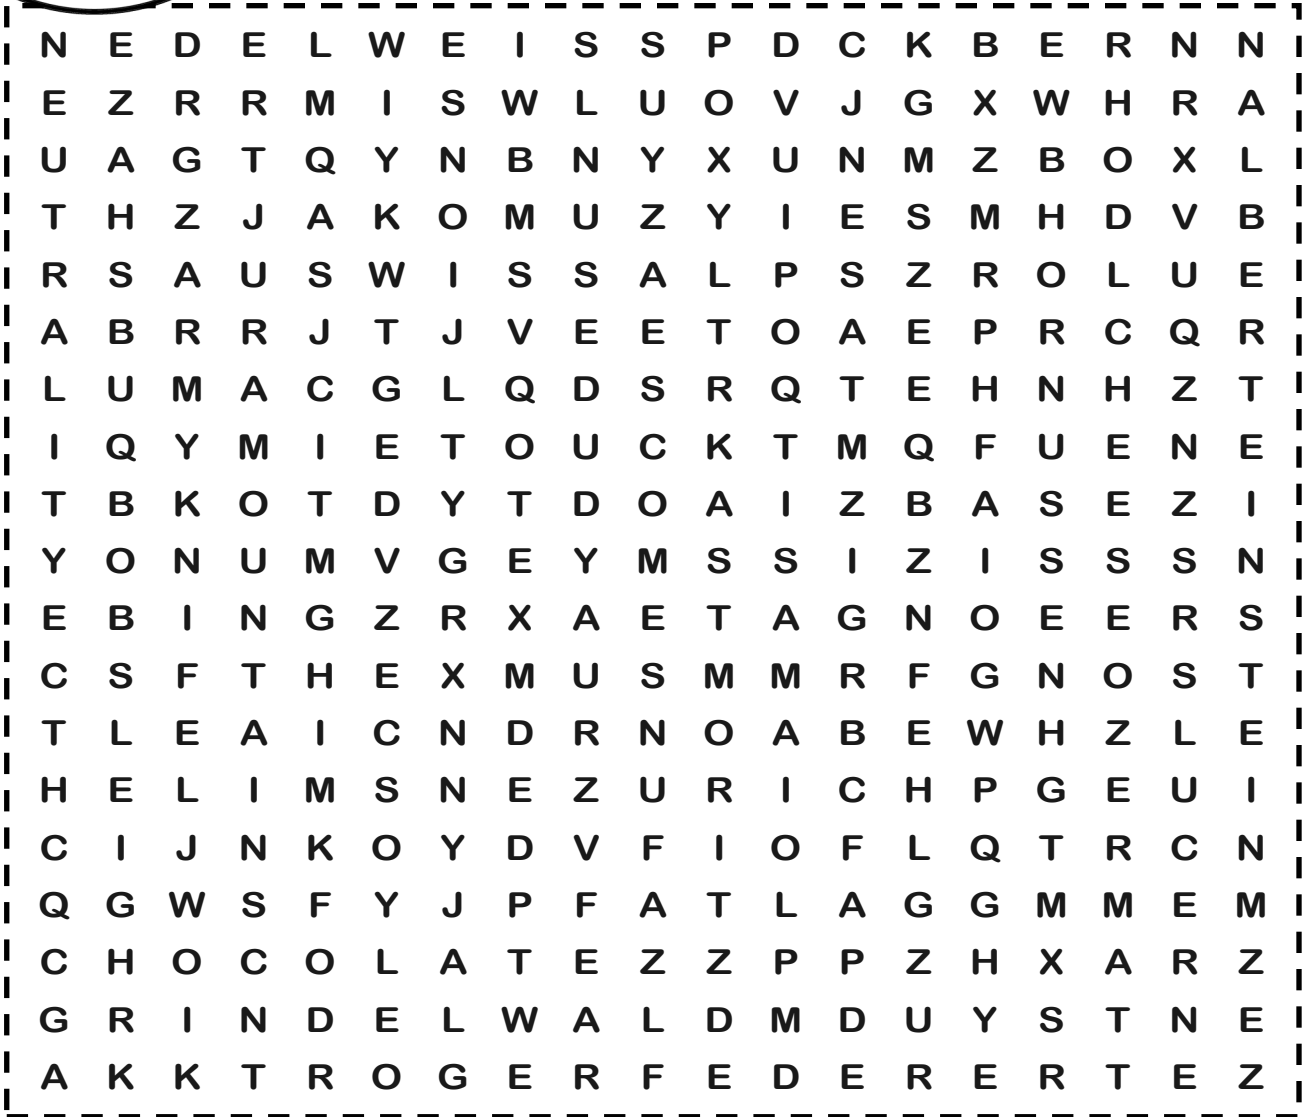 N E D E L W E I S S P D C K B E R N N
E Z R R M I S W L U O V J G X W H R A
U A G T Q Y N B N Y X U N M Z B O X L
T H Z J A K O M U Z Y I E S M H D V B
R S A U S W I S S A L P S Z R O L U E
A B R R J T J V E E T O A E P R C Q R
L U M A C G L Q D S R Q T E H N H Z T
I Q Y M I E T O U C K T M Q F U E N E
T B K O T D Y T D O A I Z B A S E Z I
Y O N U M V G E Y M S S I Z I S S S N
E B I N G Z R X A E T A G N O E E R S
C S F T H E X M U S M M R F G N O S T
T L E A I C N D R N O A B E W H Z L E
H E L I M S N E Z U R I C H P G E U I
C I J N K O Y D V F I O F L Q T R C N
Q G W S F Y J P F A T L A G G M M E M
C H O C O L A T E Z Z P P Z H X A R Z
G R I N D E L W A L D M D U Y S T N E
A K K T R O G E R F E D E R E R T E Z